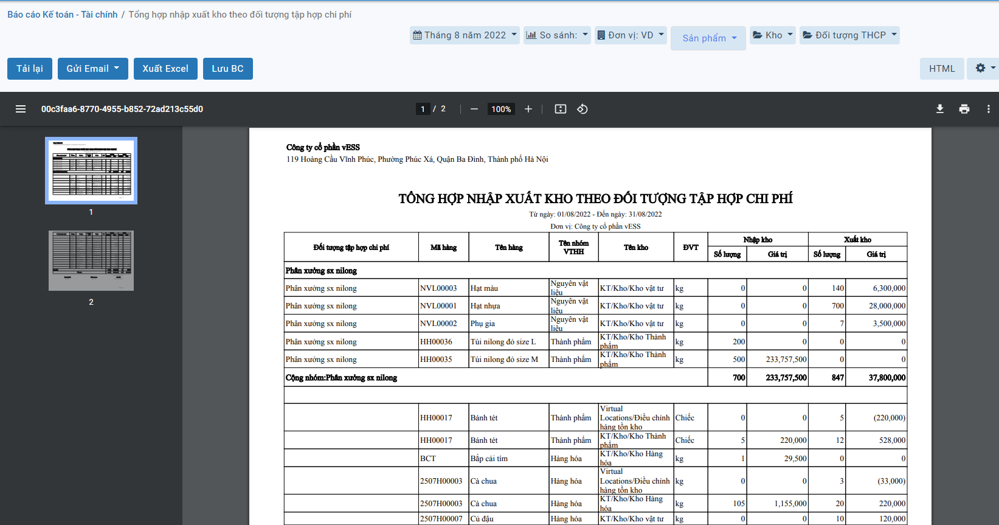 Báo cáo Kế toán - Tài chính / Tổng hợp nhập xuất kho theo đối tượng tập hợp chi phí
Tháng 8 năm 2022 So sánh: Đơn vị: VD Sản phẩm Kho Đối tượng THCP
Tải lại Gửi Email Xuất Excel Lưu BC HTML
00c3faa6-8770-4955-b852-72ad213c55d0 1 / 2 100%
1
2
Công ty cổ phần vESS
119 Hoàng Cầu Vĩnh Phúc, Phường Phúc Xá, Quận Ba Đình, Thành phố Hà Nội
TỔNG HỢP NHẬP XUẤT KHO THEO ĐỐI TƯỢNG TẬP HỢP CHI PHÍ
Từ ngày: 01/08/2022 - Đến ngày: 31/08/2022
Đơn vị: Công ty cổ phần vESS
Đối tượng tập hợp chi phí Mã hàng Tên hàng Tên nhóm VTHH Tên kho ĐVT Nhập kho Xuất kho
Số lượng Giá trị Số lượng Giá trị
Phân xưởng sx nilong
Phân xưởng sx nilong NVL00003 Hạt màu Nguyên vật liệu KT/Kho/Kho vật tư kg 0 0 140 6,300,000
Phân xưởng sx nilong NVL00001 Hạt nhựa Nguyên vật liệu KT/Kho/Kho vật tư kg 0 0 700 28,000,000
Phân xưởng sx nilong NVL00002 Phụ gia Nguyên vật liệu KT/Kho/Kho vật tư kg 0 0 7 3,500,000
Phân xưởng sx nilong HH00036 Túi nilong đỏ size L Thành phẩm KT/Kho/Kho Thành phẩm kg 200 0 0 0
Phân xưởng sx nilong HH00035 Túi nilong đỏ size M Thành phẩm KT/Kho/Kho Thành phẩm kg 500 233,757,500 0 0
Cộng nhóm:Phân xưởng sx nilong 700 233,757,500 847 37,800,000
HH00017 Bánh tét Thành phẩm Virtual Locations/Điều chỉnh hàng tồn kho Chiếc 0 0 5 (220,000)
HH00017 Bánh tét Thành phẩm KT/Kho/Kho Thành phẩm Chiếc 5 220,000 12 528,000
BCT Bắp cải tím Hàng hóa KT/Kho/Kho Hàng hóa kg 1 29,500 0 0
2507H00003 Cà chua Hàng hóa Virtual Locations/Điều chỉnh hàng tồn kho kg 0 0 3 (33,000)
2507H00003 Cà chua Hàng hóa KT/Kho/Kho Hàng hóa kg 105 1,155,000 20 220,000
2507H00007 Củ đậu Hàng hóa KT/Kho/Kho vật tư kg 0 0 10 120,000